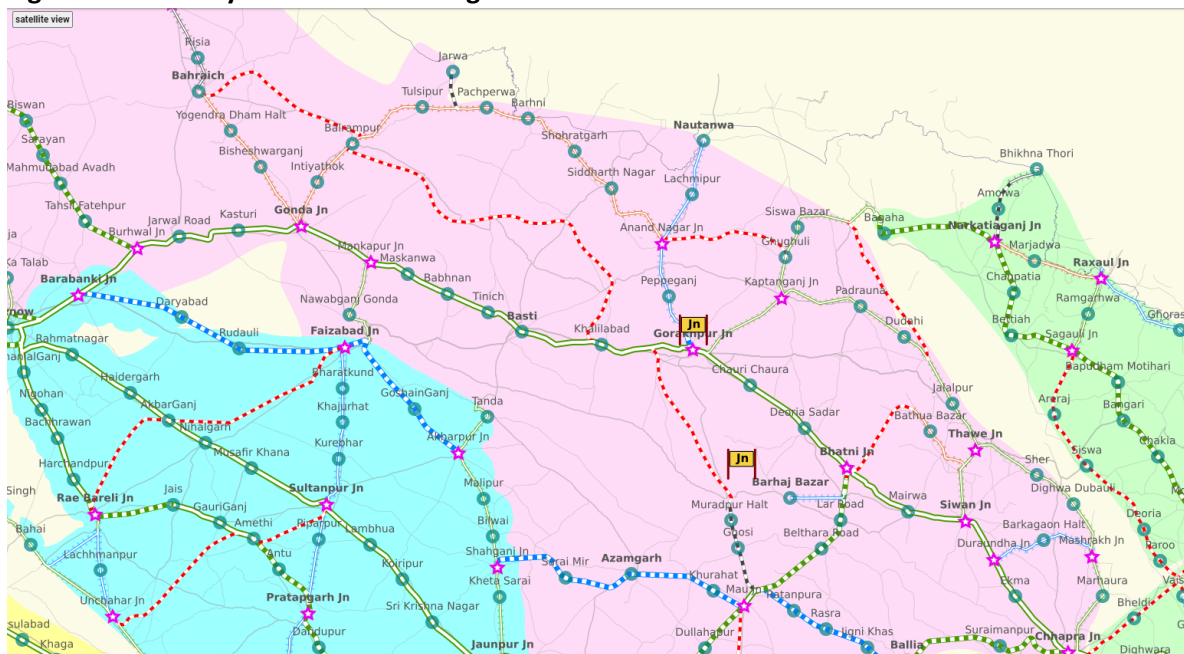 satellite view
Risia
Jarwa
Bahraich
Tulsipur
Pachperwa
Biswan
Yogendra Dham Halt
Barhni
Sarayan
Balrampur
Shohratgarh
Nautanwa
Bisheshwarganj
Intiyathok
Bhikhna Thori
Mahmudabad Avadh
Siddharth Nagar
Lachmipur
Amolwa
Tahsil Fatehpur
Kasturi
Gonda Jn
Siswa Bazar
Bagaha
Jarwal Road
Anand Nagar Jn
Narkatiaganj Jn
Burhwal Jn
Mankapur Jn
Ghughuli
Marjadwa
Ka Talab
Maskanwa
Raxaul Jn
Barabanki Jn
Babhnan
Peppeganj
Kaptanganj Jn
Chanpatia
Daryabad
Nawabganj Gonda
Tinich
Padrauna
Ramgarhwa
Basti
Ghoras
Rudauli
Faizabad Jn
Khalilabad
Gorakhpur Jn
Jn
Dudahi
Bettiah
Sagauli Jn
Rahmatnagar
Bharatkund
Chauri Chaura
Bapudham Motihari
Haidergarh
GoshainGanj
Jalalpur
Nigohan
AkbarGanj
Khajurhat
Tanda
Deoria Sadar
Bathua Bazar
Areraj
Bangari
Bachhrawan
Nihalgarh
Kurebhar
Akbarpur Jn
Thawe Jn
Chakia
Harchandpur
Musafir Khana
Jn
Bhatni Jn
Sher
Siswa
Singh
Rae Bareli Jn
Jais
Sultanpur Jn
Malipur
Barhaj Bazar
Mairwa
Dighwa Dubauli
GauriGanj
Muradpur Halt
Lar Road
Siwan Jn
Deoria
Bahai
Amethi
Lambhua
Bilwai
Ghosi
Belthara Road
Barkagaon Halt
Lachhmanpur
Antu
Shahganj Jn
Sarai Mir
Azamgarh
Duraundha Jn
Mashrakh Jn
Paroo
Koiripur
Kheta Sarai
Khurahat
Mau Jn
Ratanpura
Ekma
Marhaura
Unchahar Jn
Pratapgarh Jn
Sri Krishna Nagar
Rasra
Bheldi
Khaga
Dandupur
Jaunpur Jn
Dullahapur
Jigni Khas
Ballia
Suraimanpur
Chhapra Jn
Dighwara